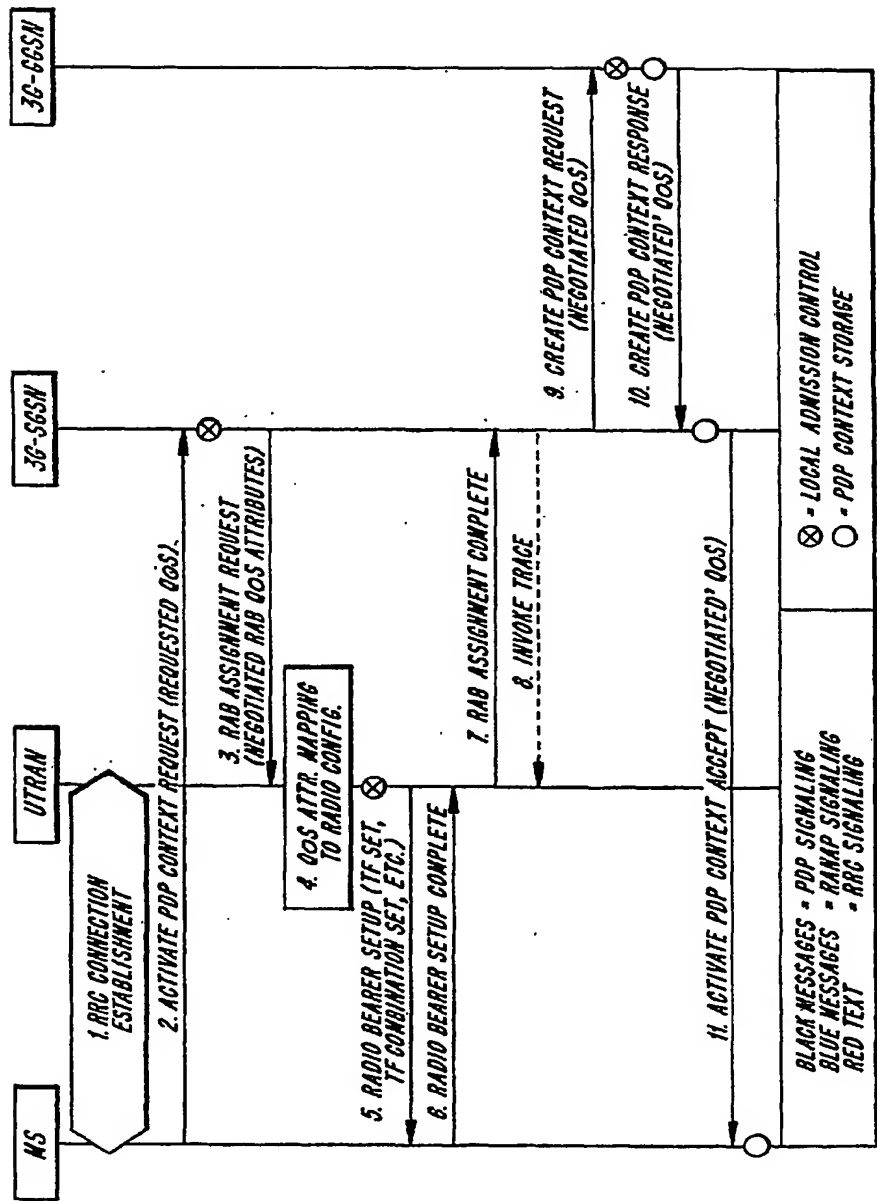 MS
UTRAN
3G-SGSN
3G-GGSN
1. RRC CONNECTION
ESTABLISHMENT
2. ACTIVATE PDP CONTEXT REQUEST (REQUESTED QOS)
3. RAB ASSIGNMENT REQUEST
(NEGOTIATED RAB QOS ATTRIBUTES)
4. QOS ATTR. MAPPING
TO RADIO CONFIG.
5. RADIO BEARER SETUP (TF SET,
TF COMBINATION SET, ETC.)
6. RADIO BEARER SETUP COMPLETE
7. RAB ASSIGNMENT COMPLETE
8. INVOKE TRACE
9. CREATE PDP CONTEXT REQUEST
(NEGOTIATED QOS)
10. CREATE PDP CONTEXT RESPONSE
(NEGOTIATED' QOS)
11. ACTIVATE PDP CONTEXT ACCEPT (NEGOTIATED' QOS)
BLACK MESSAGES = PDP SIGNALING
BLUE MESSAGES = RANAP SIGNALING
RED TEXT = RRC SIGNALING
⊗ = LOCAL ADMISSION CONTROL
○ = PDP CONTEXT STORAGE